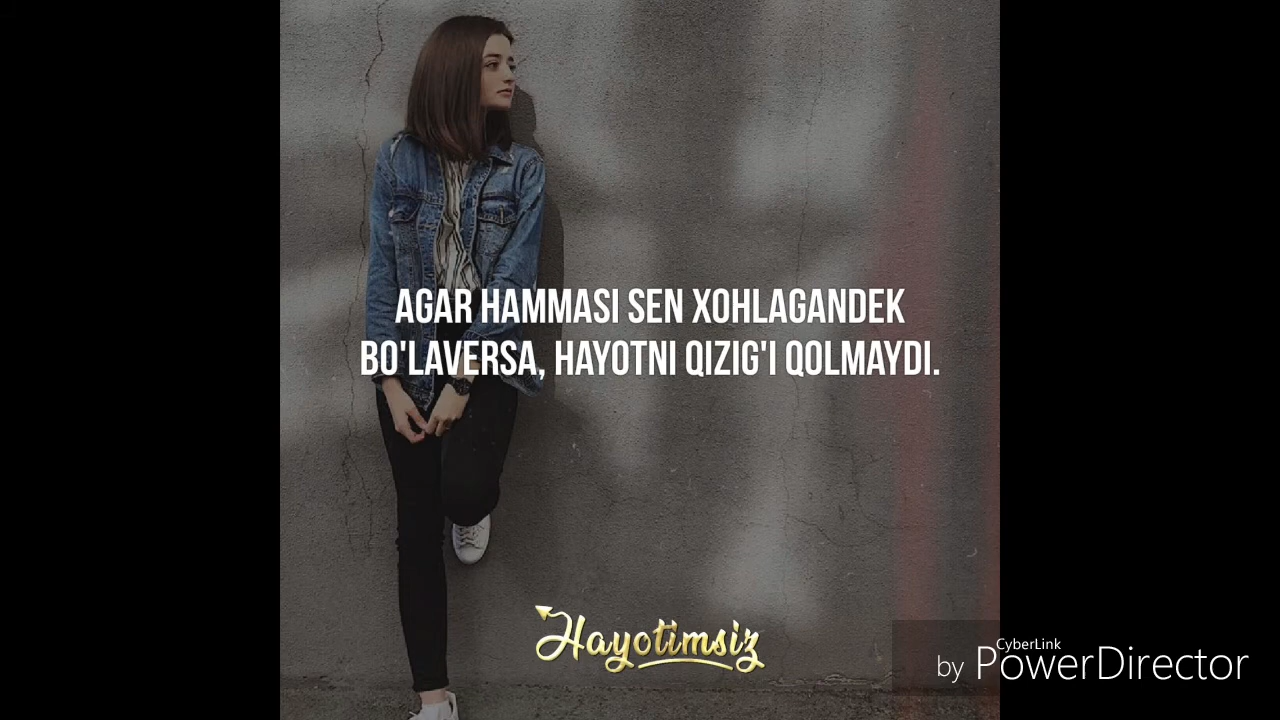 AGAR HAMMASI SEN XOHLAGANDEK
BO'LAVERSA, HAYOTNI QIZIG'I QOLMAYDI.
Hayotimsiz
CyberLink
by PowerDirector